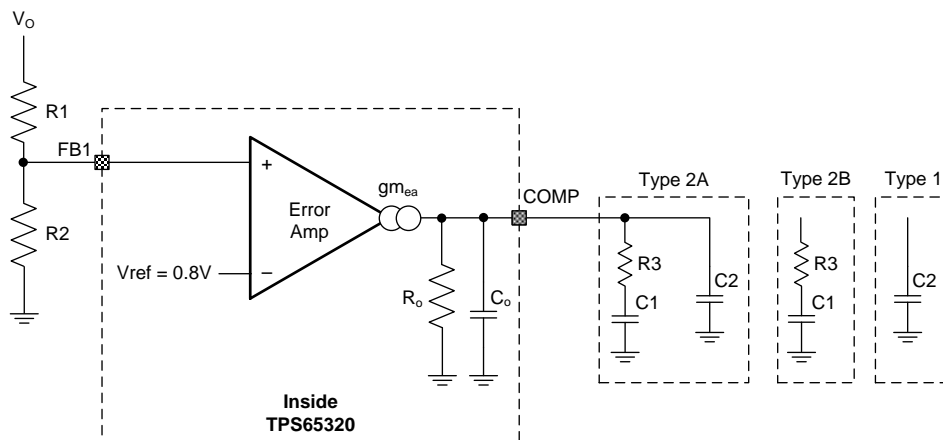 Vo
R1
FB1
R2
+
Error
Amp
−
Vref = 0.8V
gmea
COMP
Ro
Co
Inside
TPS65320
Type 2A
R3
C1
C2
Type 2B
R3
C1
Type 1
C2